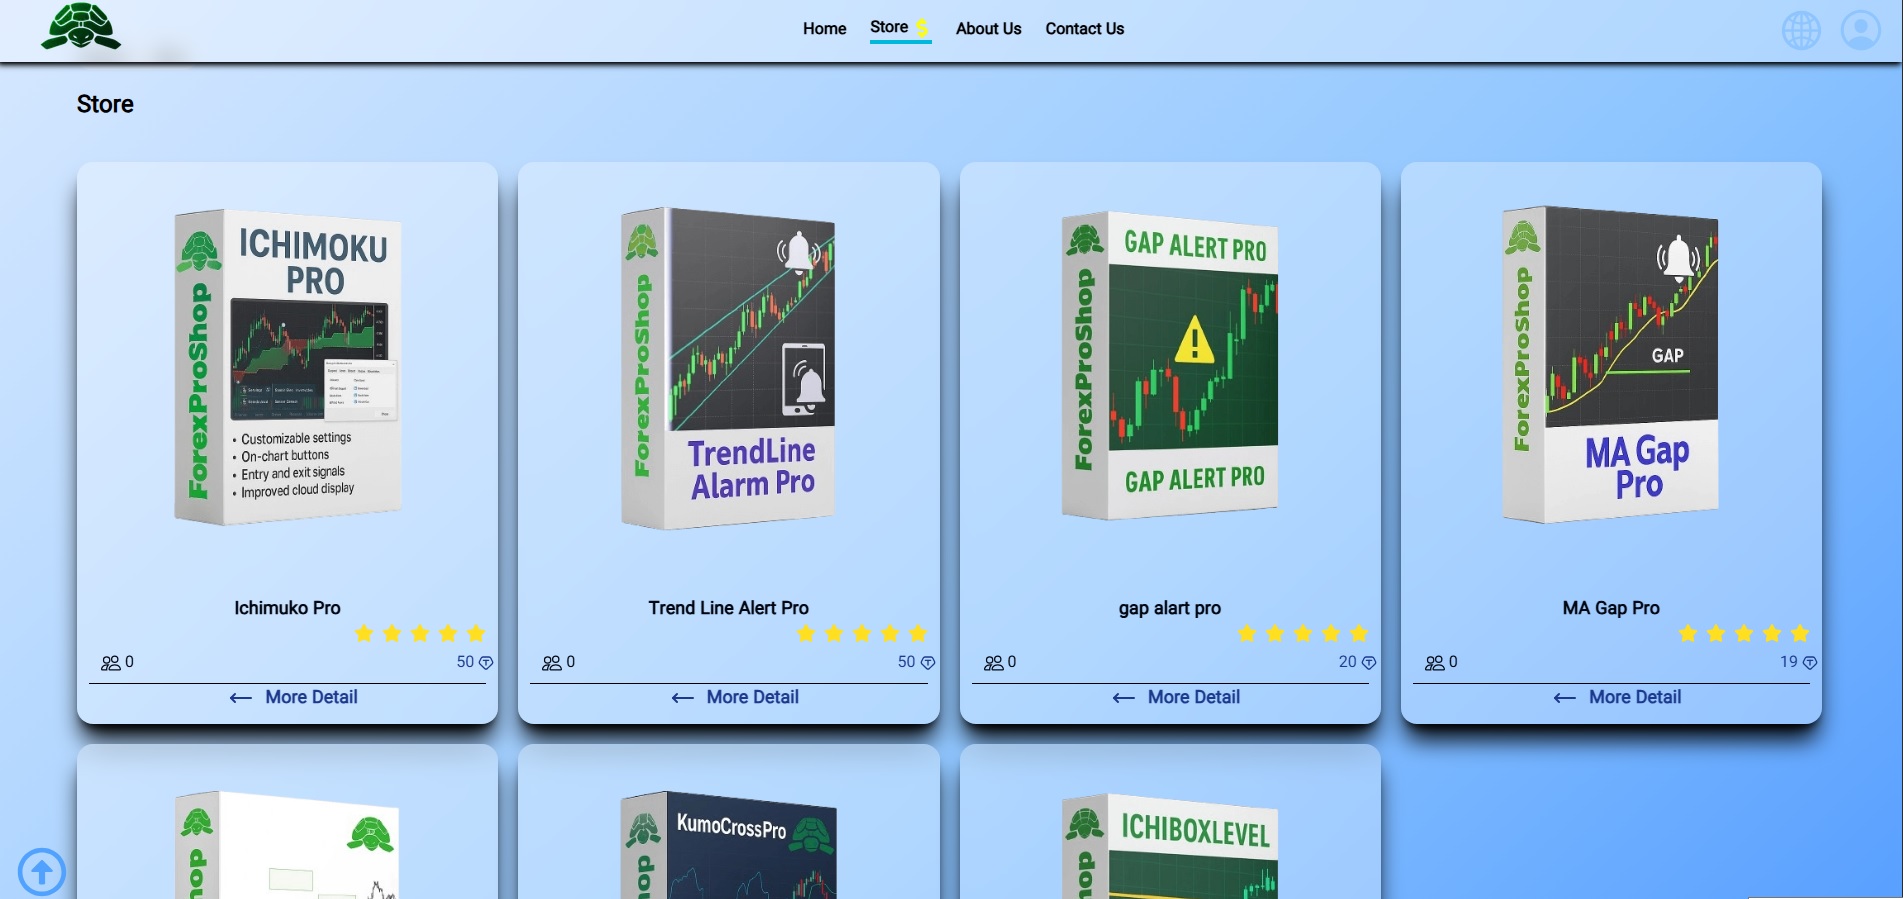 Home Store $ About Us Contact Us
Store
ForexProShop
ICHIMOKU
PRO
• Customizable settings
• On-chart buttons
• Entry and exit signals
• Improved cloud display
Ichimuko Pro
0
50
← More Detail
ForexProShop
TrendLine
Alarm Pro
Trend Line Alert Pro
0
50
← More Detail
ForexProShop
GAP ALERT PRO
GAP ALERT PRO
gap alart pro
0
20
← More Detail
ForexProShop
GAP
MA Gap
Pro
MA Gap Pro
0
19
← More Detail
hop
KumoCrossPro
hop
ICHIBOXLEVEL
hop